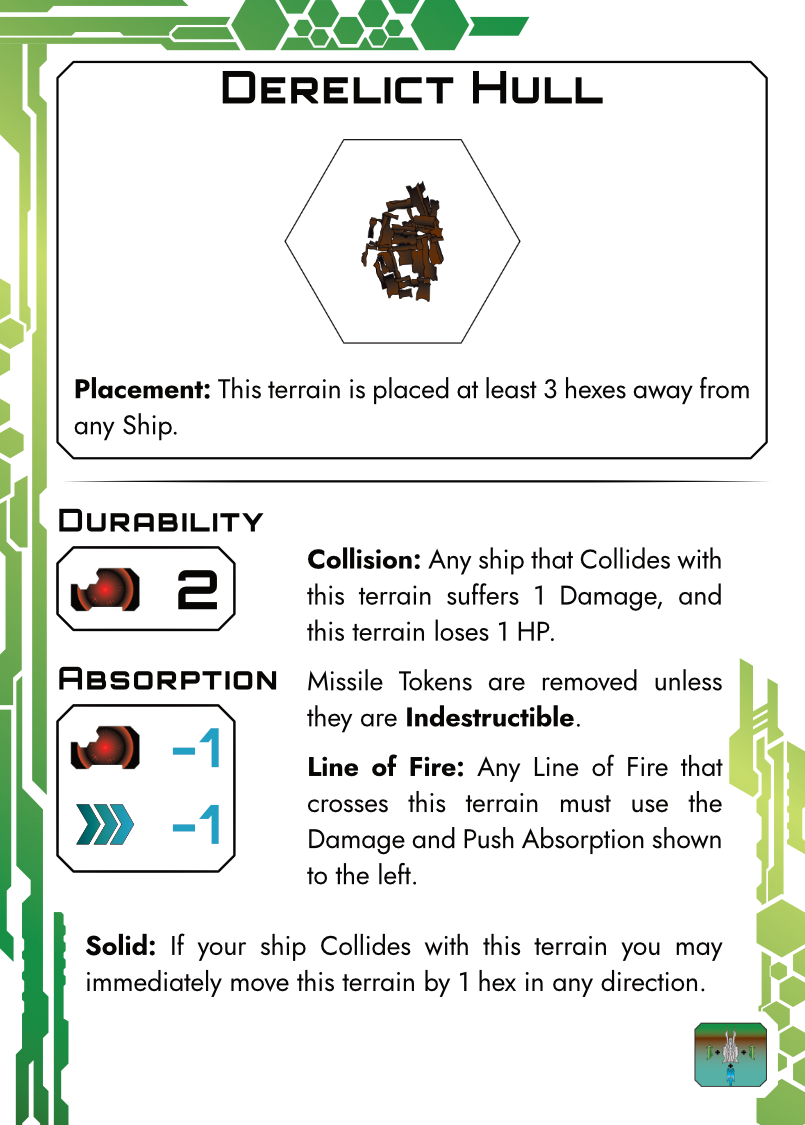 Derelict Hull
Placement: This terrain is placed at least 3 hexes away from
any Ship.
Durability
2
Collision: Any ship that Collides with
this terrain suffers 1 Damage, and
this terrain loses 1 HP.
Absorption
-1
-1
Missile Tokens are removed unless
they are Indestructible.
Line of Fire: Any Line of Fire that
crosses this terrain must use the
Damage and Push Absorption shown
to the left.
Solid: If your ship Collides with this terrain you may
immediately move this terrain by 1 hex in any direction.